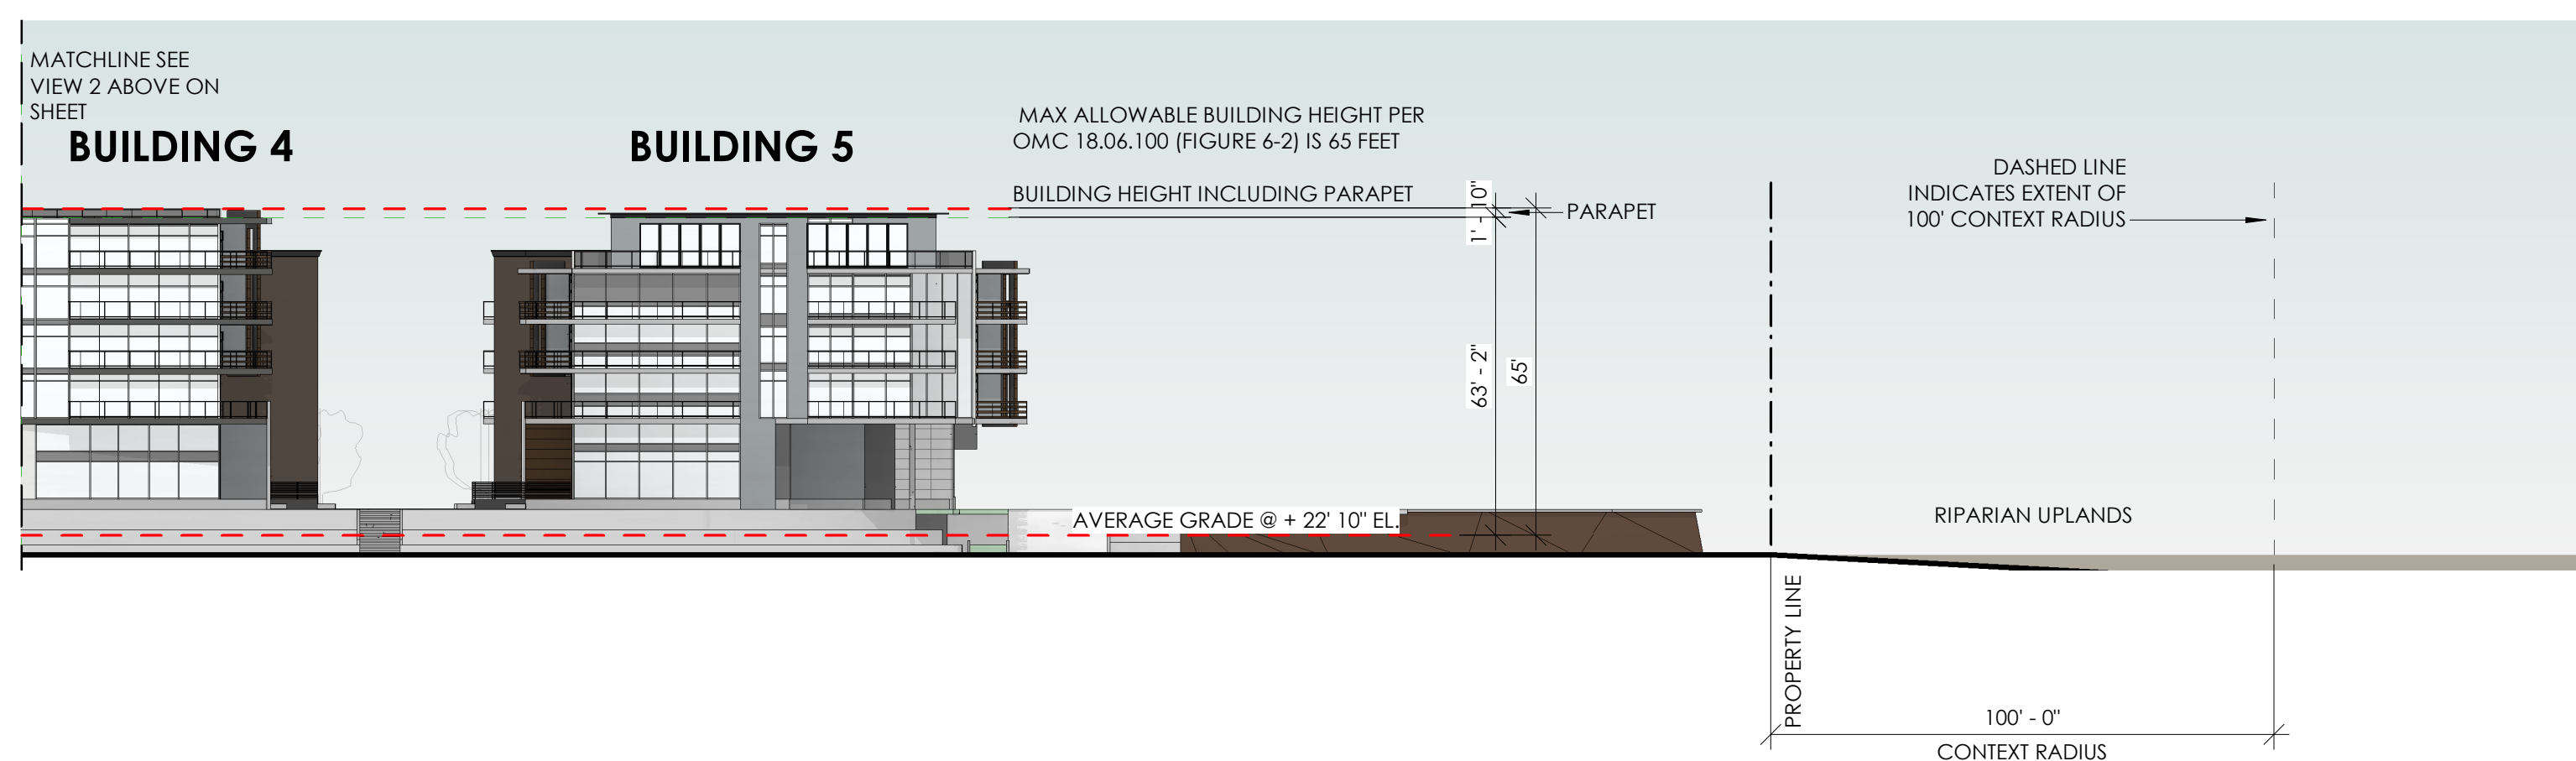 MATCHLINE SEE
VIEW 2 ABOVE ON
SHEET
BUILDING 4
BUILDING 5
MAX ALLOWABLE BUILDING HEIGHT PER
OMC 18.06.100 (FIGURE 6-2) IS 65 FEET
BUILDING HEIGHT INCLUDING PARAPET
1' - 10"
PARAPET
DASHED LINE
INDICATES EXTENT OF
100' CONTEXT RADIUS
63' - 2"
65'
AVERAGE GRADE @ + 22' 10" EL.
RIPARIAN UPLANDS
PROPERTY LINE
100' - 0"
CONTEXT RADIUS